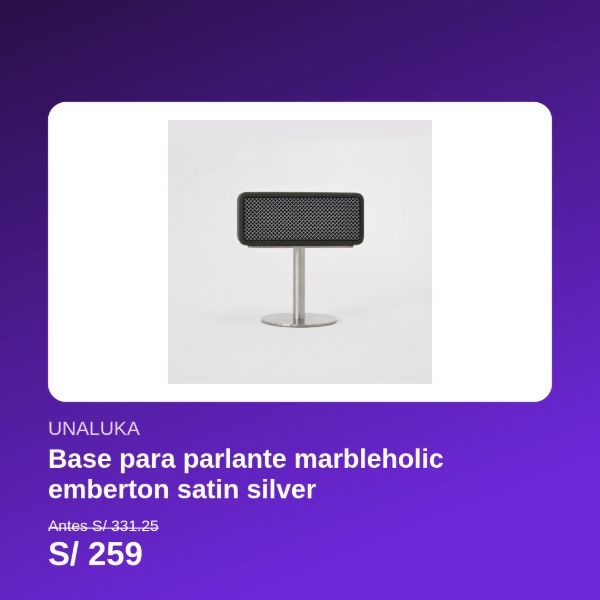 UNALUKA
Base para parlante marbleholic
emberton satin silver
Antes S/ 331.25
S/ 259